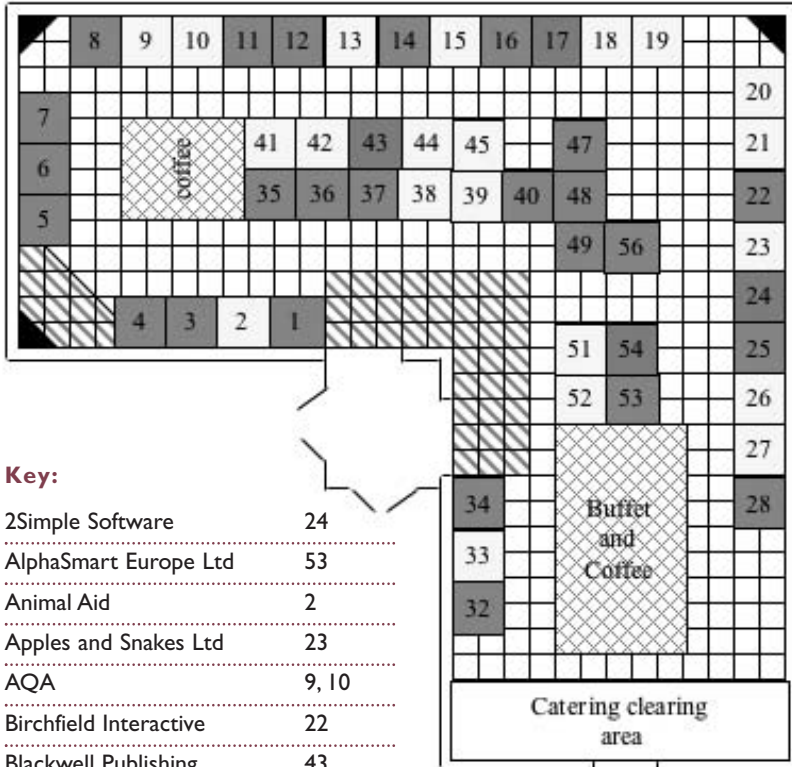 8 9 10 11 12 13 14 15 16 17 18 19
20
7
41 42 43 44 45 47 21
coffee
6
35 36 37 38 39 40 48 22
5
49 56 23
24
4 3 2 1
51 54 25
52 53 26
27
Key:
34 28
Buffet
and
Coffee
2Simple Software 24
33
AlphaSmart Europe Ltd 53
Animal Aid 2
32
Apples and Snakes Ltd 23
AQA 9, 10
Catering clearing
area
Birchfield Interactive 22
Blackwell Publishing 43